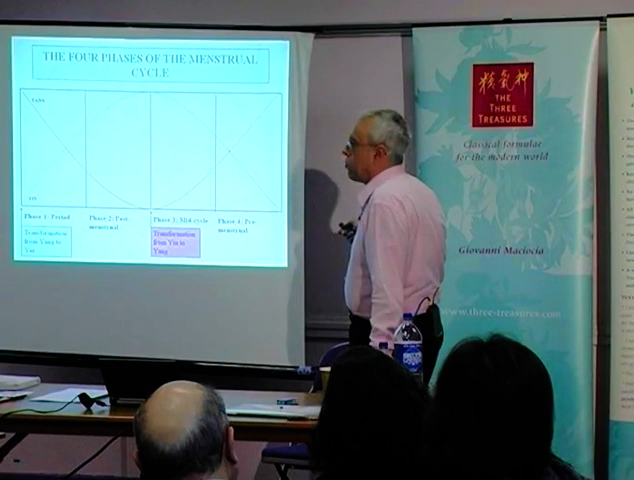 THE FOUR PHASES OF THE MENSTRUAL
CYCLE
YANG
YIN
Phase 1: Period
Phase 2: Post-
menstrual
Phase 3: Mid-cycle
Phase 4: Pre-
menstrual
Transformation
from Yang to
Yin
Transformation
from Yin to
Yang
精氣神
THE
THREE
TREASURES
Classical formulae
for the modern world
Giovanni Maciocia
www.three-treasures.com